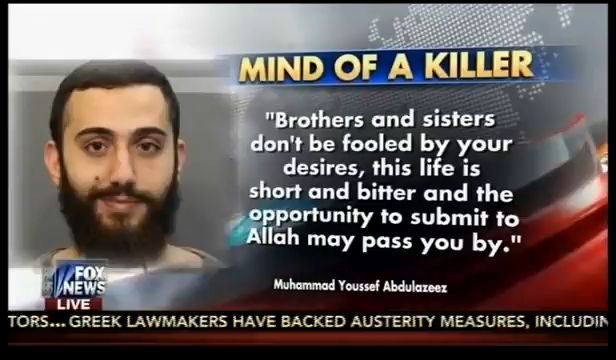 MIND OF A KILLER
"Brothers and sisters
don't be fooled by your
desires, this life is
short and bitter and the
opportunity to submit to
Allah may pass you by."
Muhammad Youssef Abdulazeez
FOX
NEWS
LIVE
TORS... GREEK LAWMAKERS HAVE BACKED AUSTERITY MEASURES, INCLUDIN